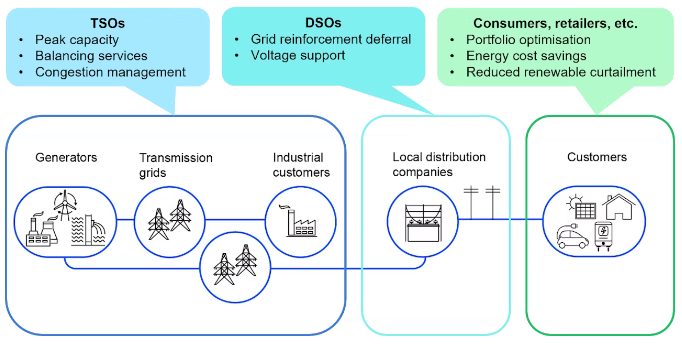 TSOs
• Peak capacity
• Balancing services
• Congestion management
DSOs
• Grid reinforcement deferral
• Voltage support
Consumers, retailers, etc.
• Portfolio optimisation
• Energy cost savings
• Reduced renewable curtailment
Generators
Transmission
grids
Industrial
customers
Local distribution
companies
Customers